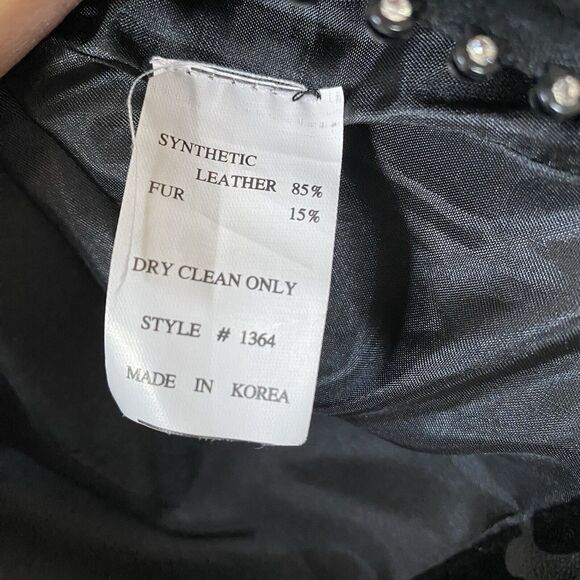 SYNTHETIC
LEATHER 85%
FUR 15%
DRY CLEAN ONLY
STYLE # 1364
MADE IN KOREA